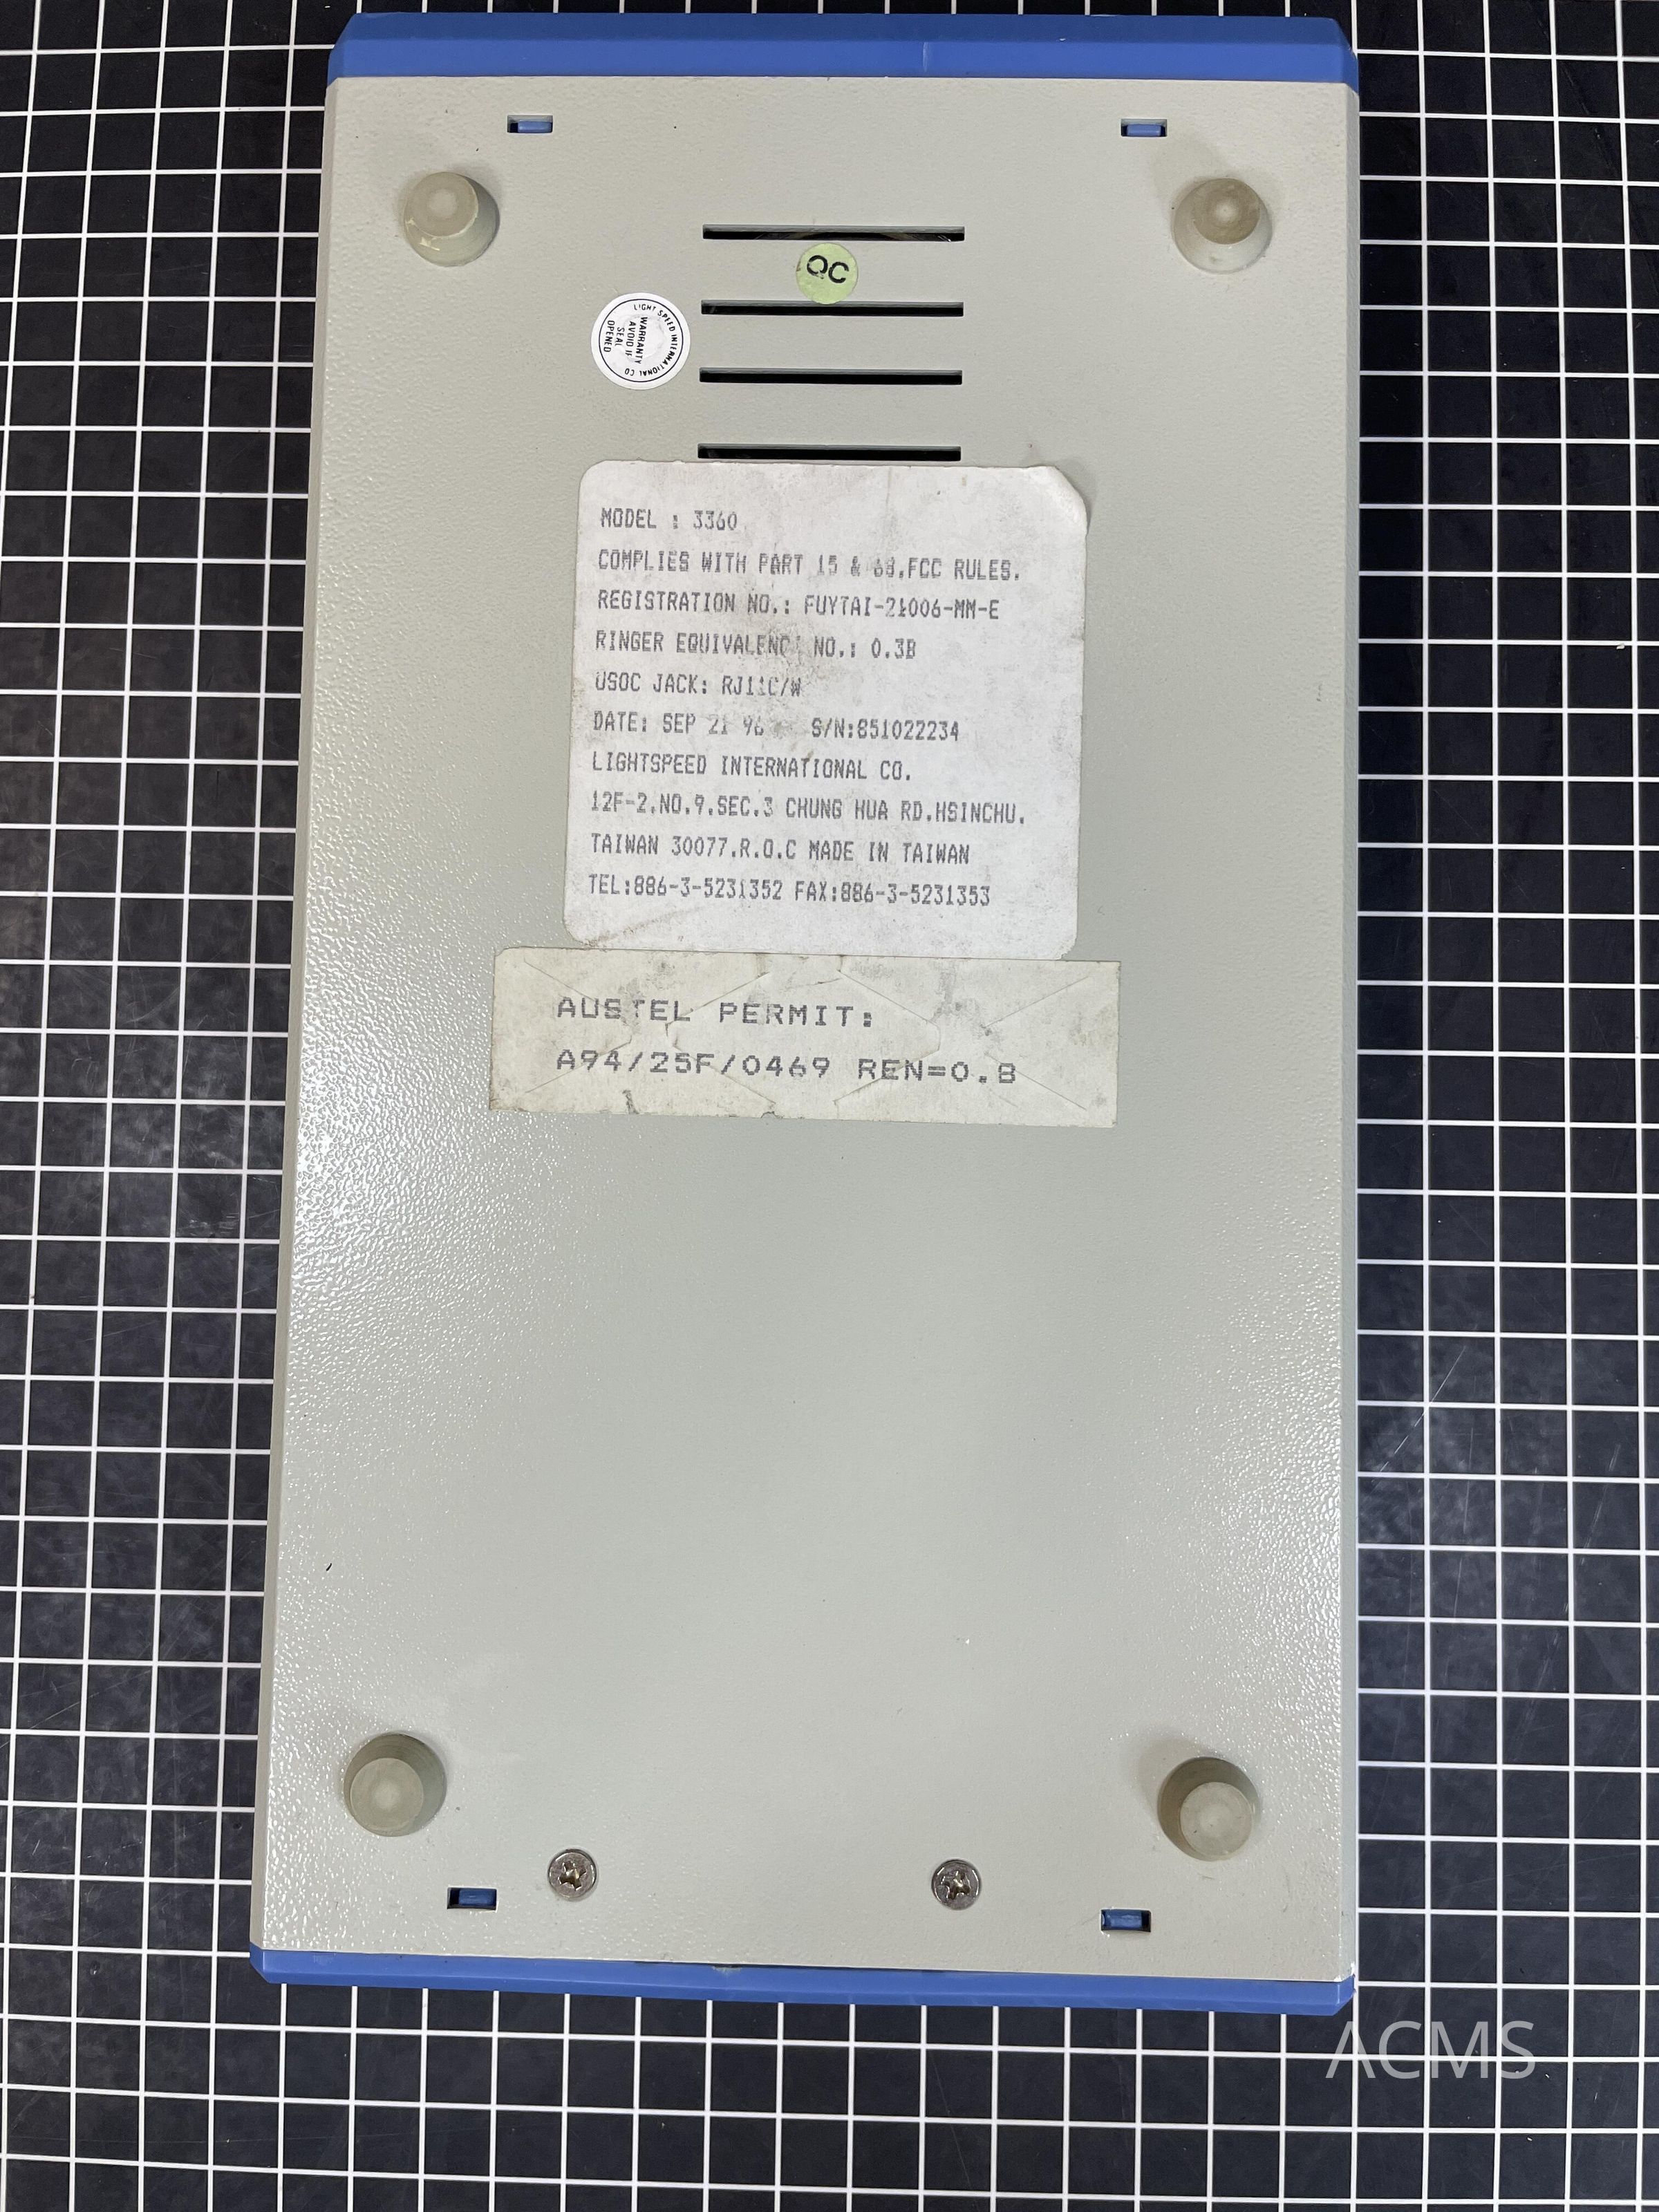 QC
LIGHT SPEED INTERNATIONAL CO
WARRANTY
AVOID IF
SEAL
OPENED
MODEL : 3360
COMPLIES WITH PART 15 & 68.FCC RULES.
REGISTRATION NO.: FUYTAI-21006-MM-E
RINGER EQUIVALENC NO.: 0.3B
USOC JACK: RJ11C/W
DATE: SEP 21 96 S/N:851022234
LIGHTSPEED INTERNATIONAL CO.
12F-2.NO.9.SEC.3 CHUNG HUA RD.HSINCHU.
TAIWAN 30077.R.O.C MADE IN TAIWAN
TEL:886-3-5231352 FAX:886-3-5231353
AUSTEL PERMIT:
A94/25F/0469 REN=0.8
ACMS